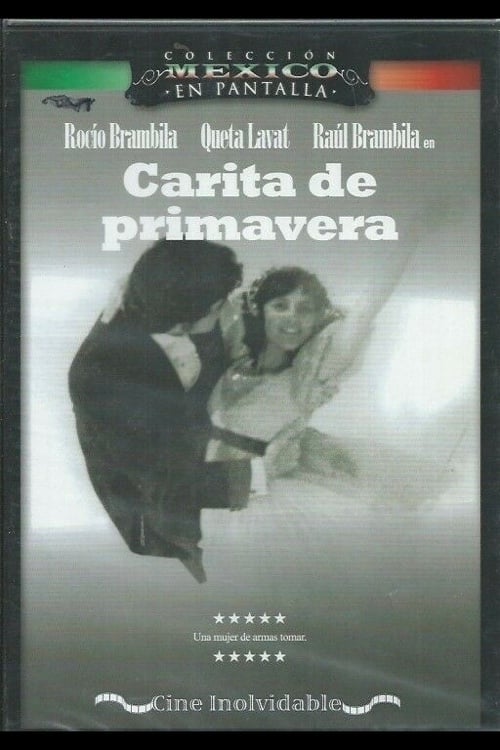 COLECCIÓN
MEXICO
· EN PANTALLA ·
Rocío Brambila Queta Lavat Raúl Brambila en
Carita de
primavera
Una mujer de armas tomar.
Cine Inolvidable